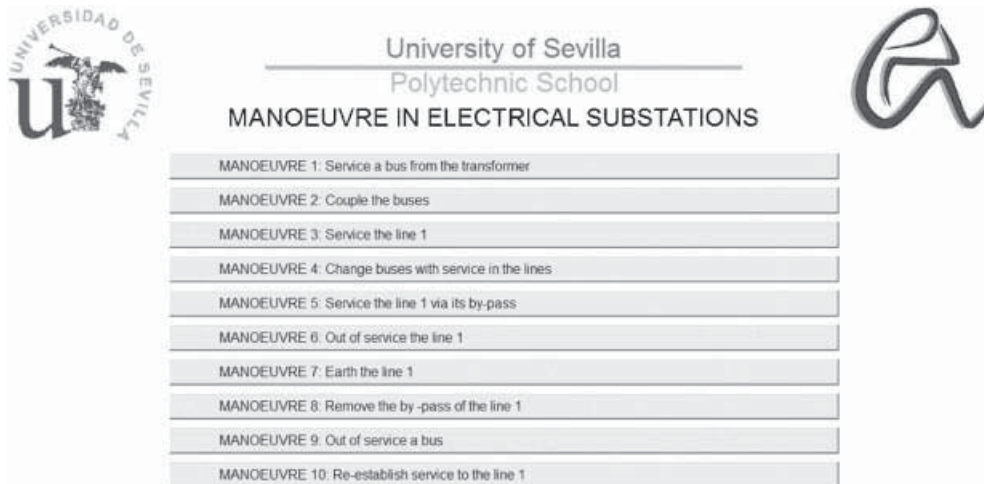 UNIVERSIDAD DE SEVILLA
University of Sevilla
Polytechnic School
MANOEUVRE IN ELECTRICAL SUBSTATIONS
MANOEUVRE 1: Service a bus from the transformer
MANOEUVRE 2: Couple the buses
MANOEUVRE 3: Service the line 1
MANOEUVRE 4: Change buses with service in the lines
MANOEUVRE 5: Service the line 1 via its by-pass
MANOEUVRE 6: Out of service the line 1
MANOEUVRE 7: Earth the line 1
MANOEUVRE 8: Remove the by -pass of the line 1
MANOEUVRE 9: Out of service a bus
MANOEUVRE 10: Re-establish service to the line 1